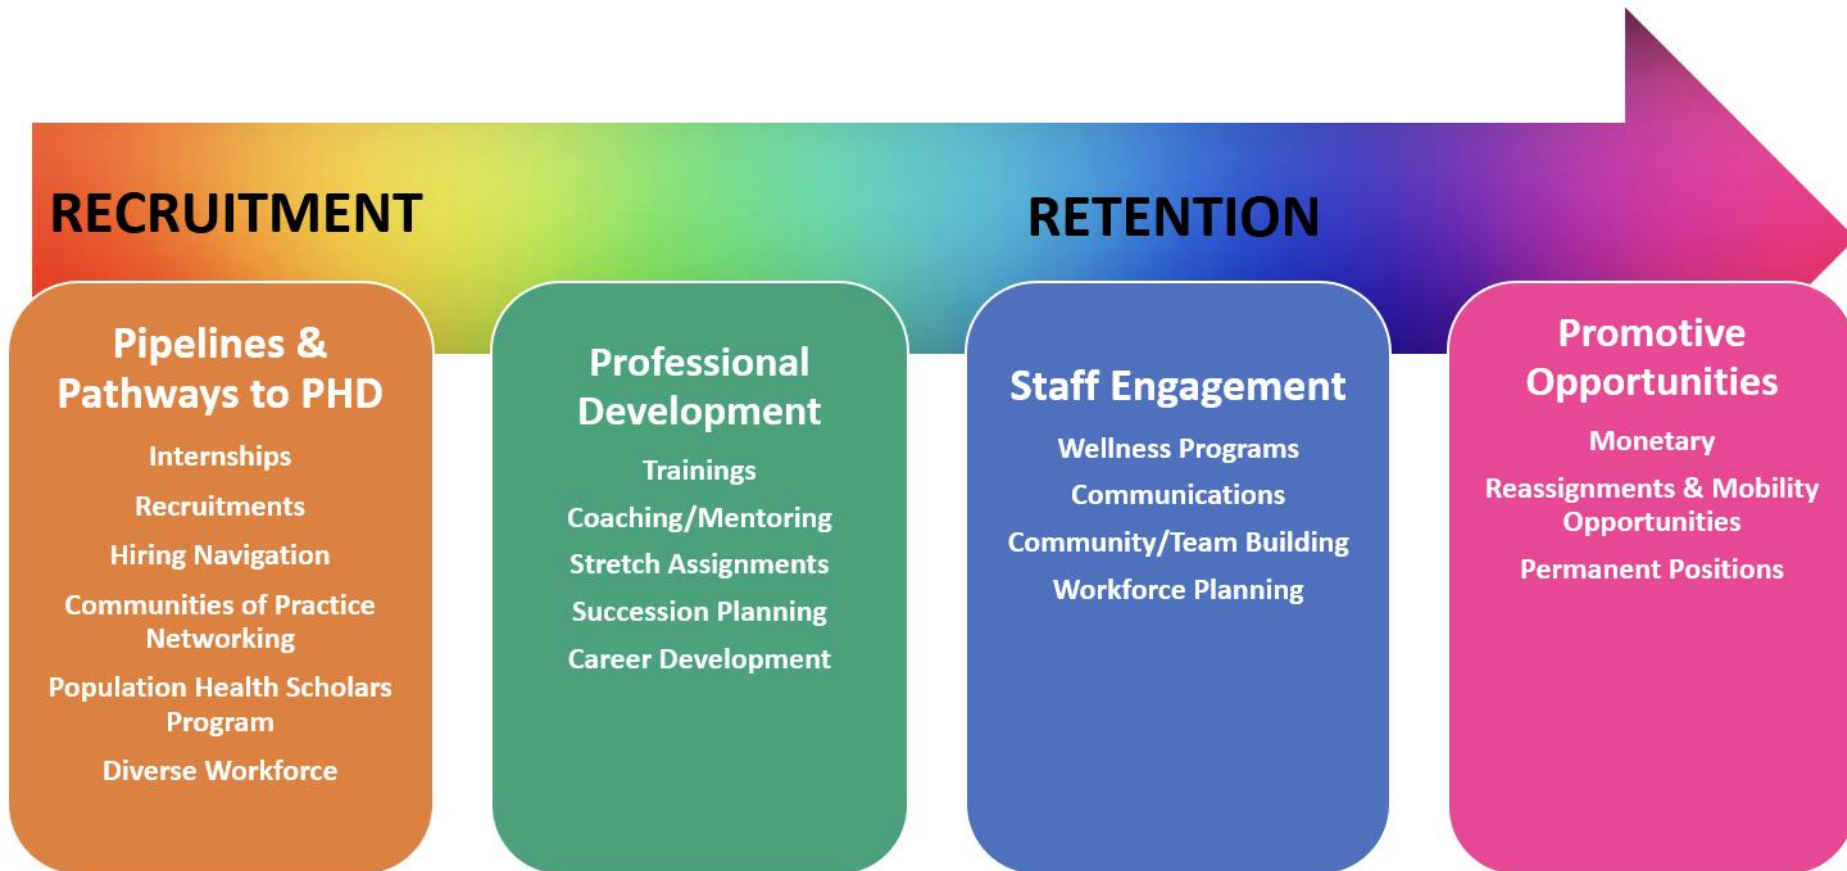 RECRUITMENT
RETENTION
Pipelines &
Pathways to PHD
Internships
Recruitments
Hiring Navigation
Communities of Practice
Networking
Population Health Scholars
Program
Diverse Workforce
Professional
Development
Trainings
Coaching/Mentoring
Stretch Assignments
Succession Planning
Career Development
Staff Engagement
Wellness Programs
Communications
Community/Team Building
Workforce Planning
Promotive
Opportunities
Monetary
Reassignments & Mobility
Opportunities
Permanent Positions